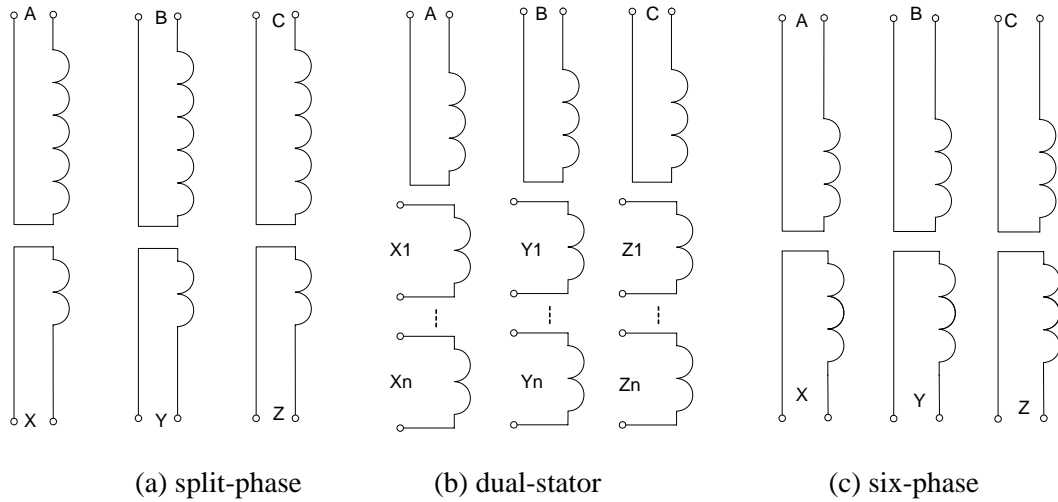 A B C A B C A B C
X1 Y1 Z1
Xn Yn Zn
X Y Z X Y Z
(a) split-phase (b) dual-stator (c) six-phase